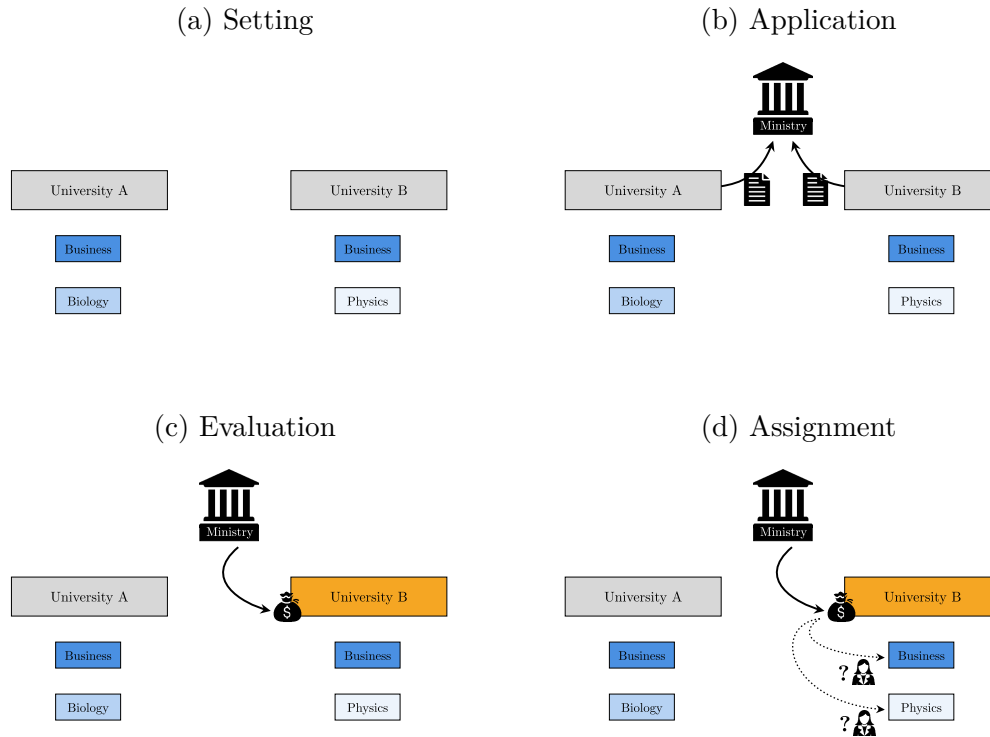 (a) Setting
University A
University B
Business
Business
Biology
Physics
(b) Application
Ministry
University A
University B
Business
Business
Biology
Physics
(c) Evaluation
Ministry
University A
$
University B
Business
Business
Biology
Physics
(d) Assignment
Ministry
University A
$
University B
Business
?
Business
Biology
Physics
?